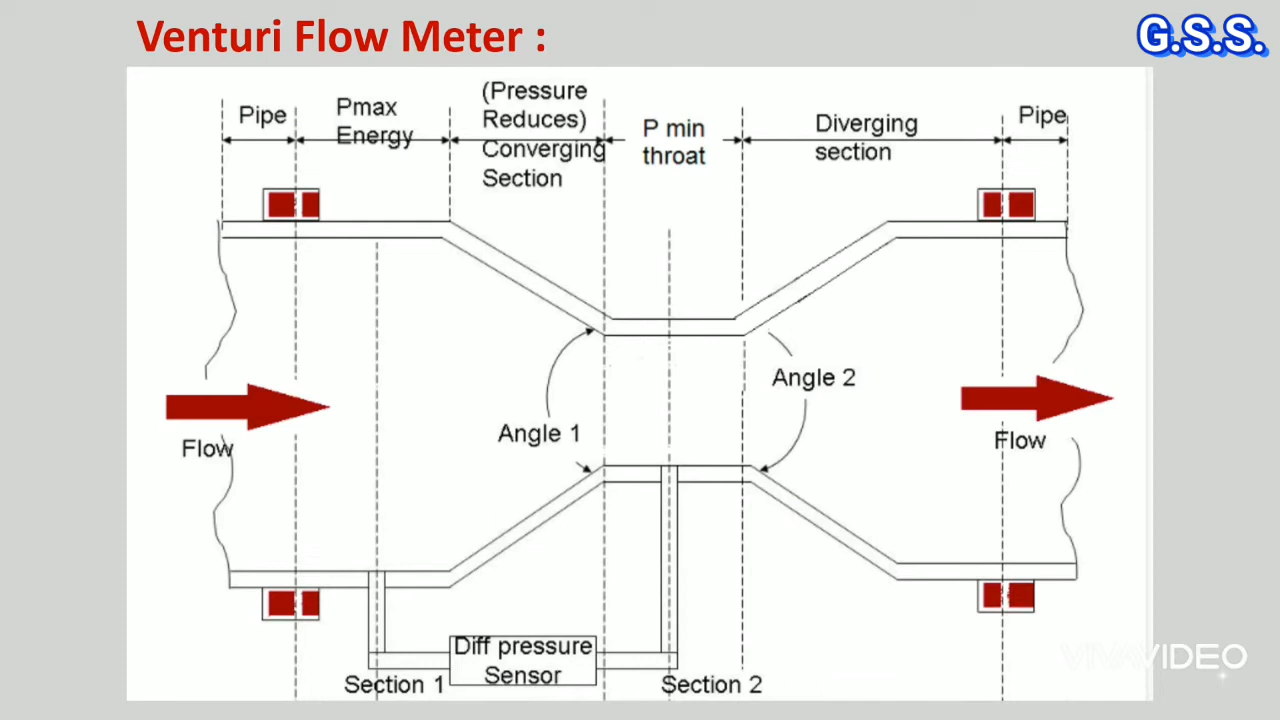 Venturi Flow Meter :
G.S.S.
Pipe
Pmax
Energy
(Pressure
Reduces)
Converging
Section
P min
throat
Diverging
section
Pipe
Angle 1
Angle 2
Flow
Flow
Diff pressure
Sensor
Section 1
Section 2
VIVAVIDEO